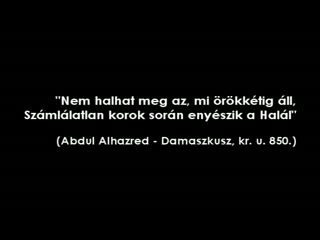 "Nem halhat meg az, mi örökkétig áll,
Számlálatlan korok során enyészik a Halál"
(Abdul Alhazred - Damaszkusz, kr. u. 850.)